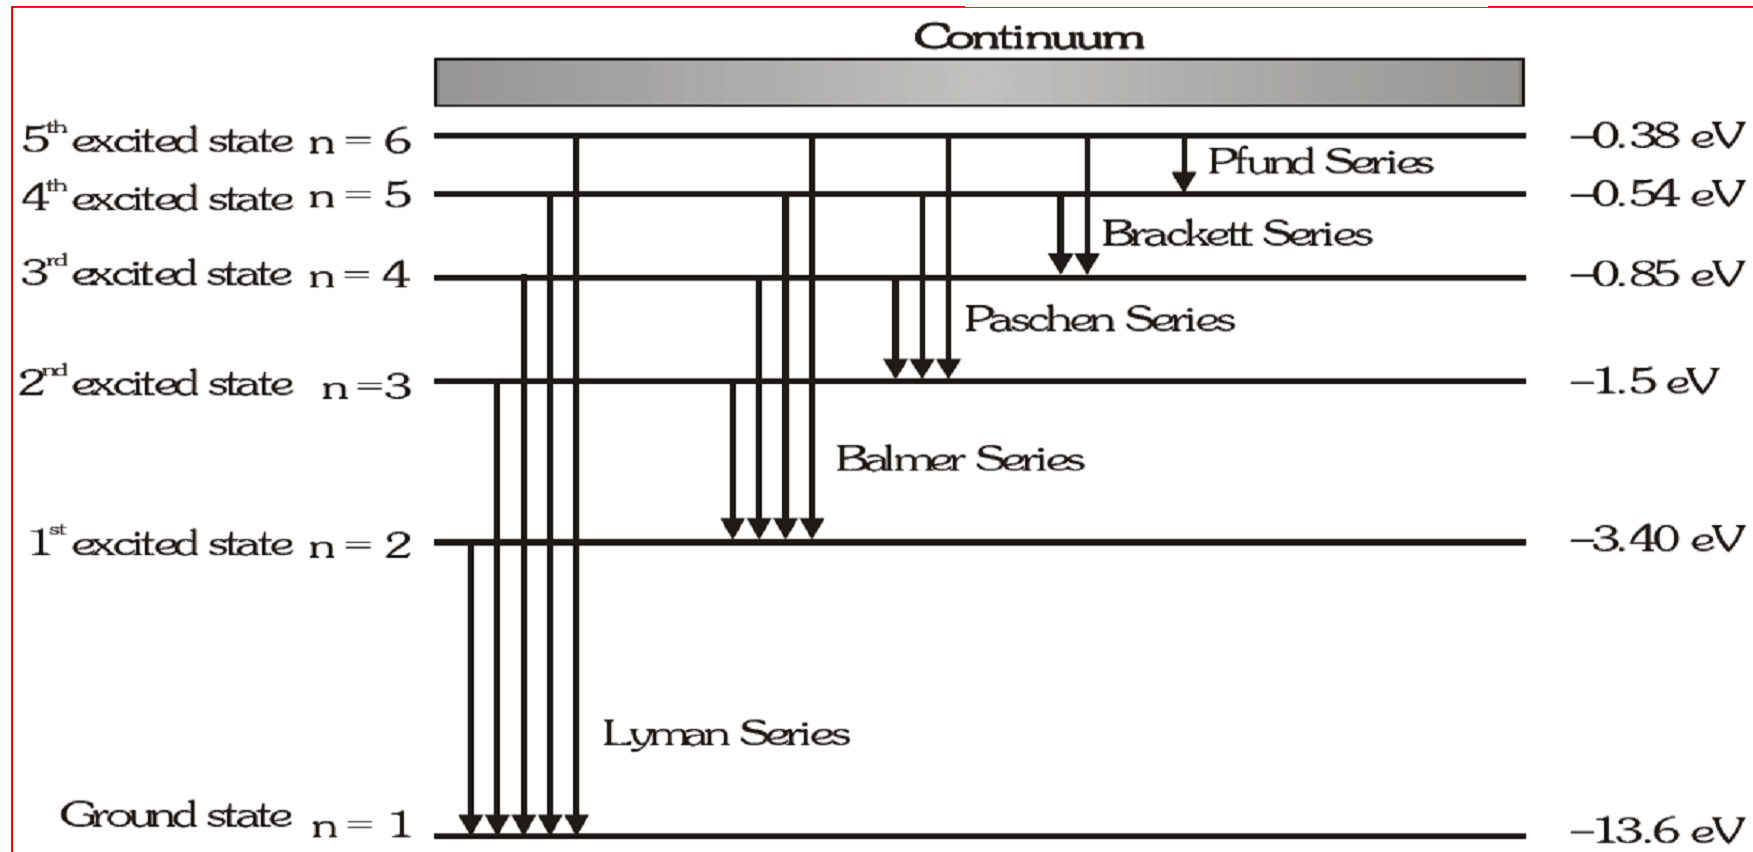 Continuum
5th excited state n = 6 –0.38 eV
Pfund Series
4th excited state n = 5 –0.54 eV
Brackett Series
3rd excited state n = 4 –0.85 eV
Paschen Series
2nd excited state n =3 –1.5 eV
Balmer Series
1st excited state n = 2 –3.40 eV
Lyman Series
Ground state n = 1 –13.6 eV